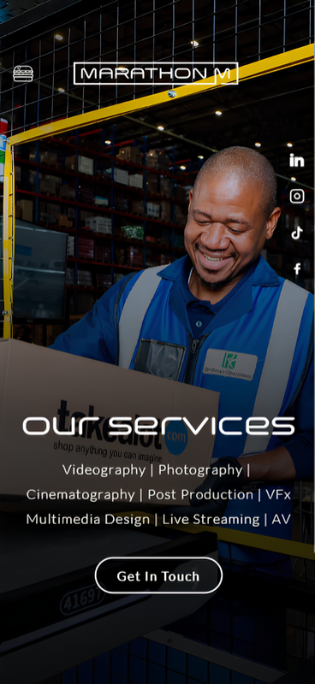 MARATHON M
our services
takealot
com
shop anything you can imagine
Videography | Photography |
Cinematography | Post Production | VFx
Multimedia Design | Live Streaming | AV
Get In Touch